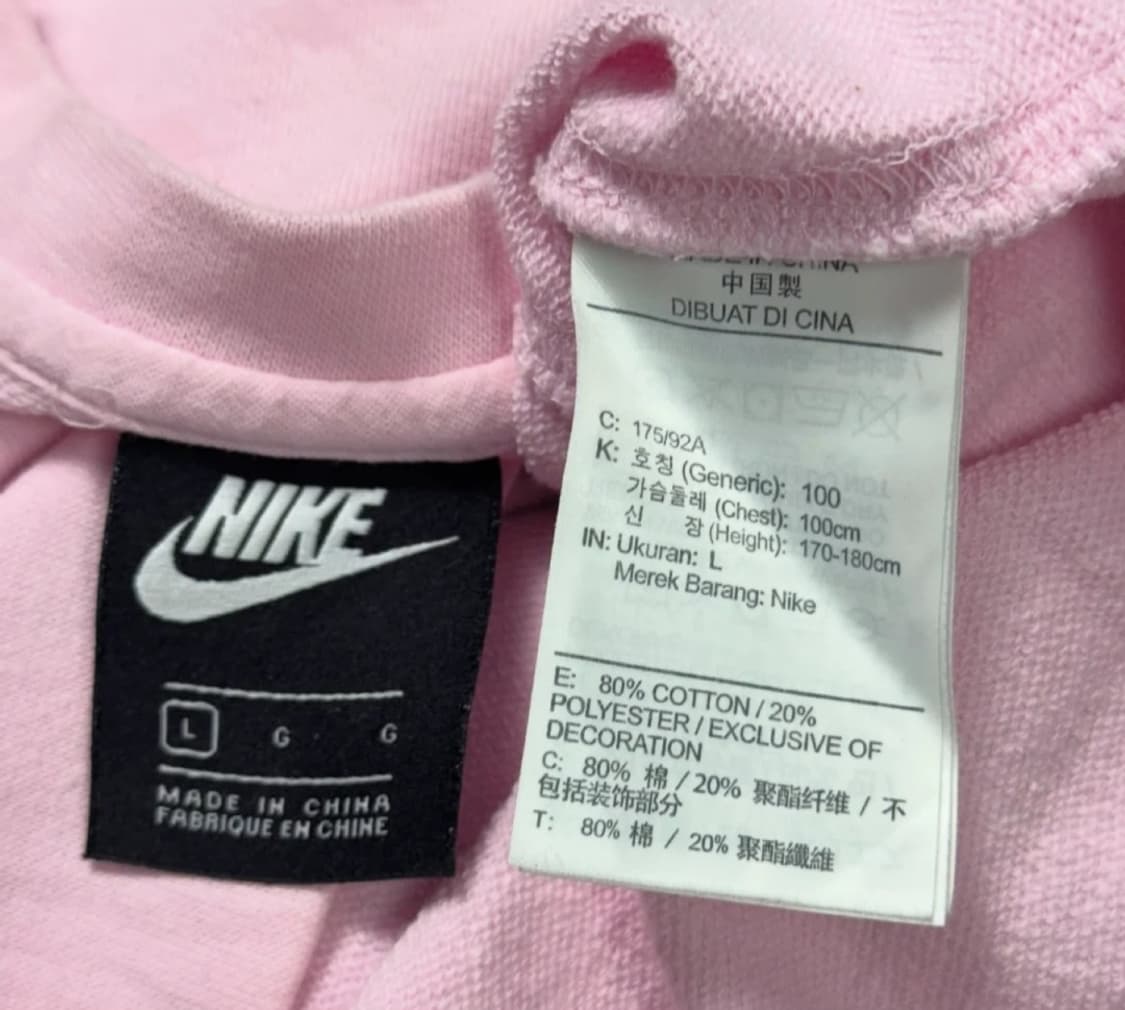 NIKE
L G G
MADE IN CHINA
FABRIQUE EN CHINE
MADE IN CHINA
中国製
DIBUAT DI CINA
C: 175/92A
K: 호칭 (Generic): 100
가슴둘레 (Chest): 100cm
신 장 (Height): 170-180cm
IN: Ukuran: L
Merek Barang: Nike
E: 80% COTTON / 20%
POLYESTER / EXCLUSIVE OF
DECORATION
C: 80% 棉 / 20% 聚酯纤维 / 不
包括装饰部分
T: 80% 棉 / 20% 聚酯纖維